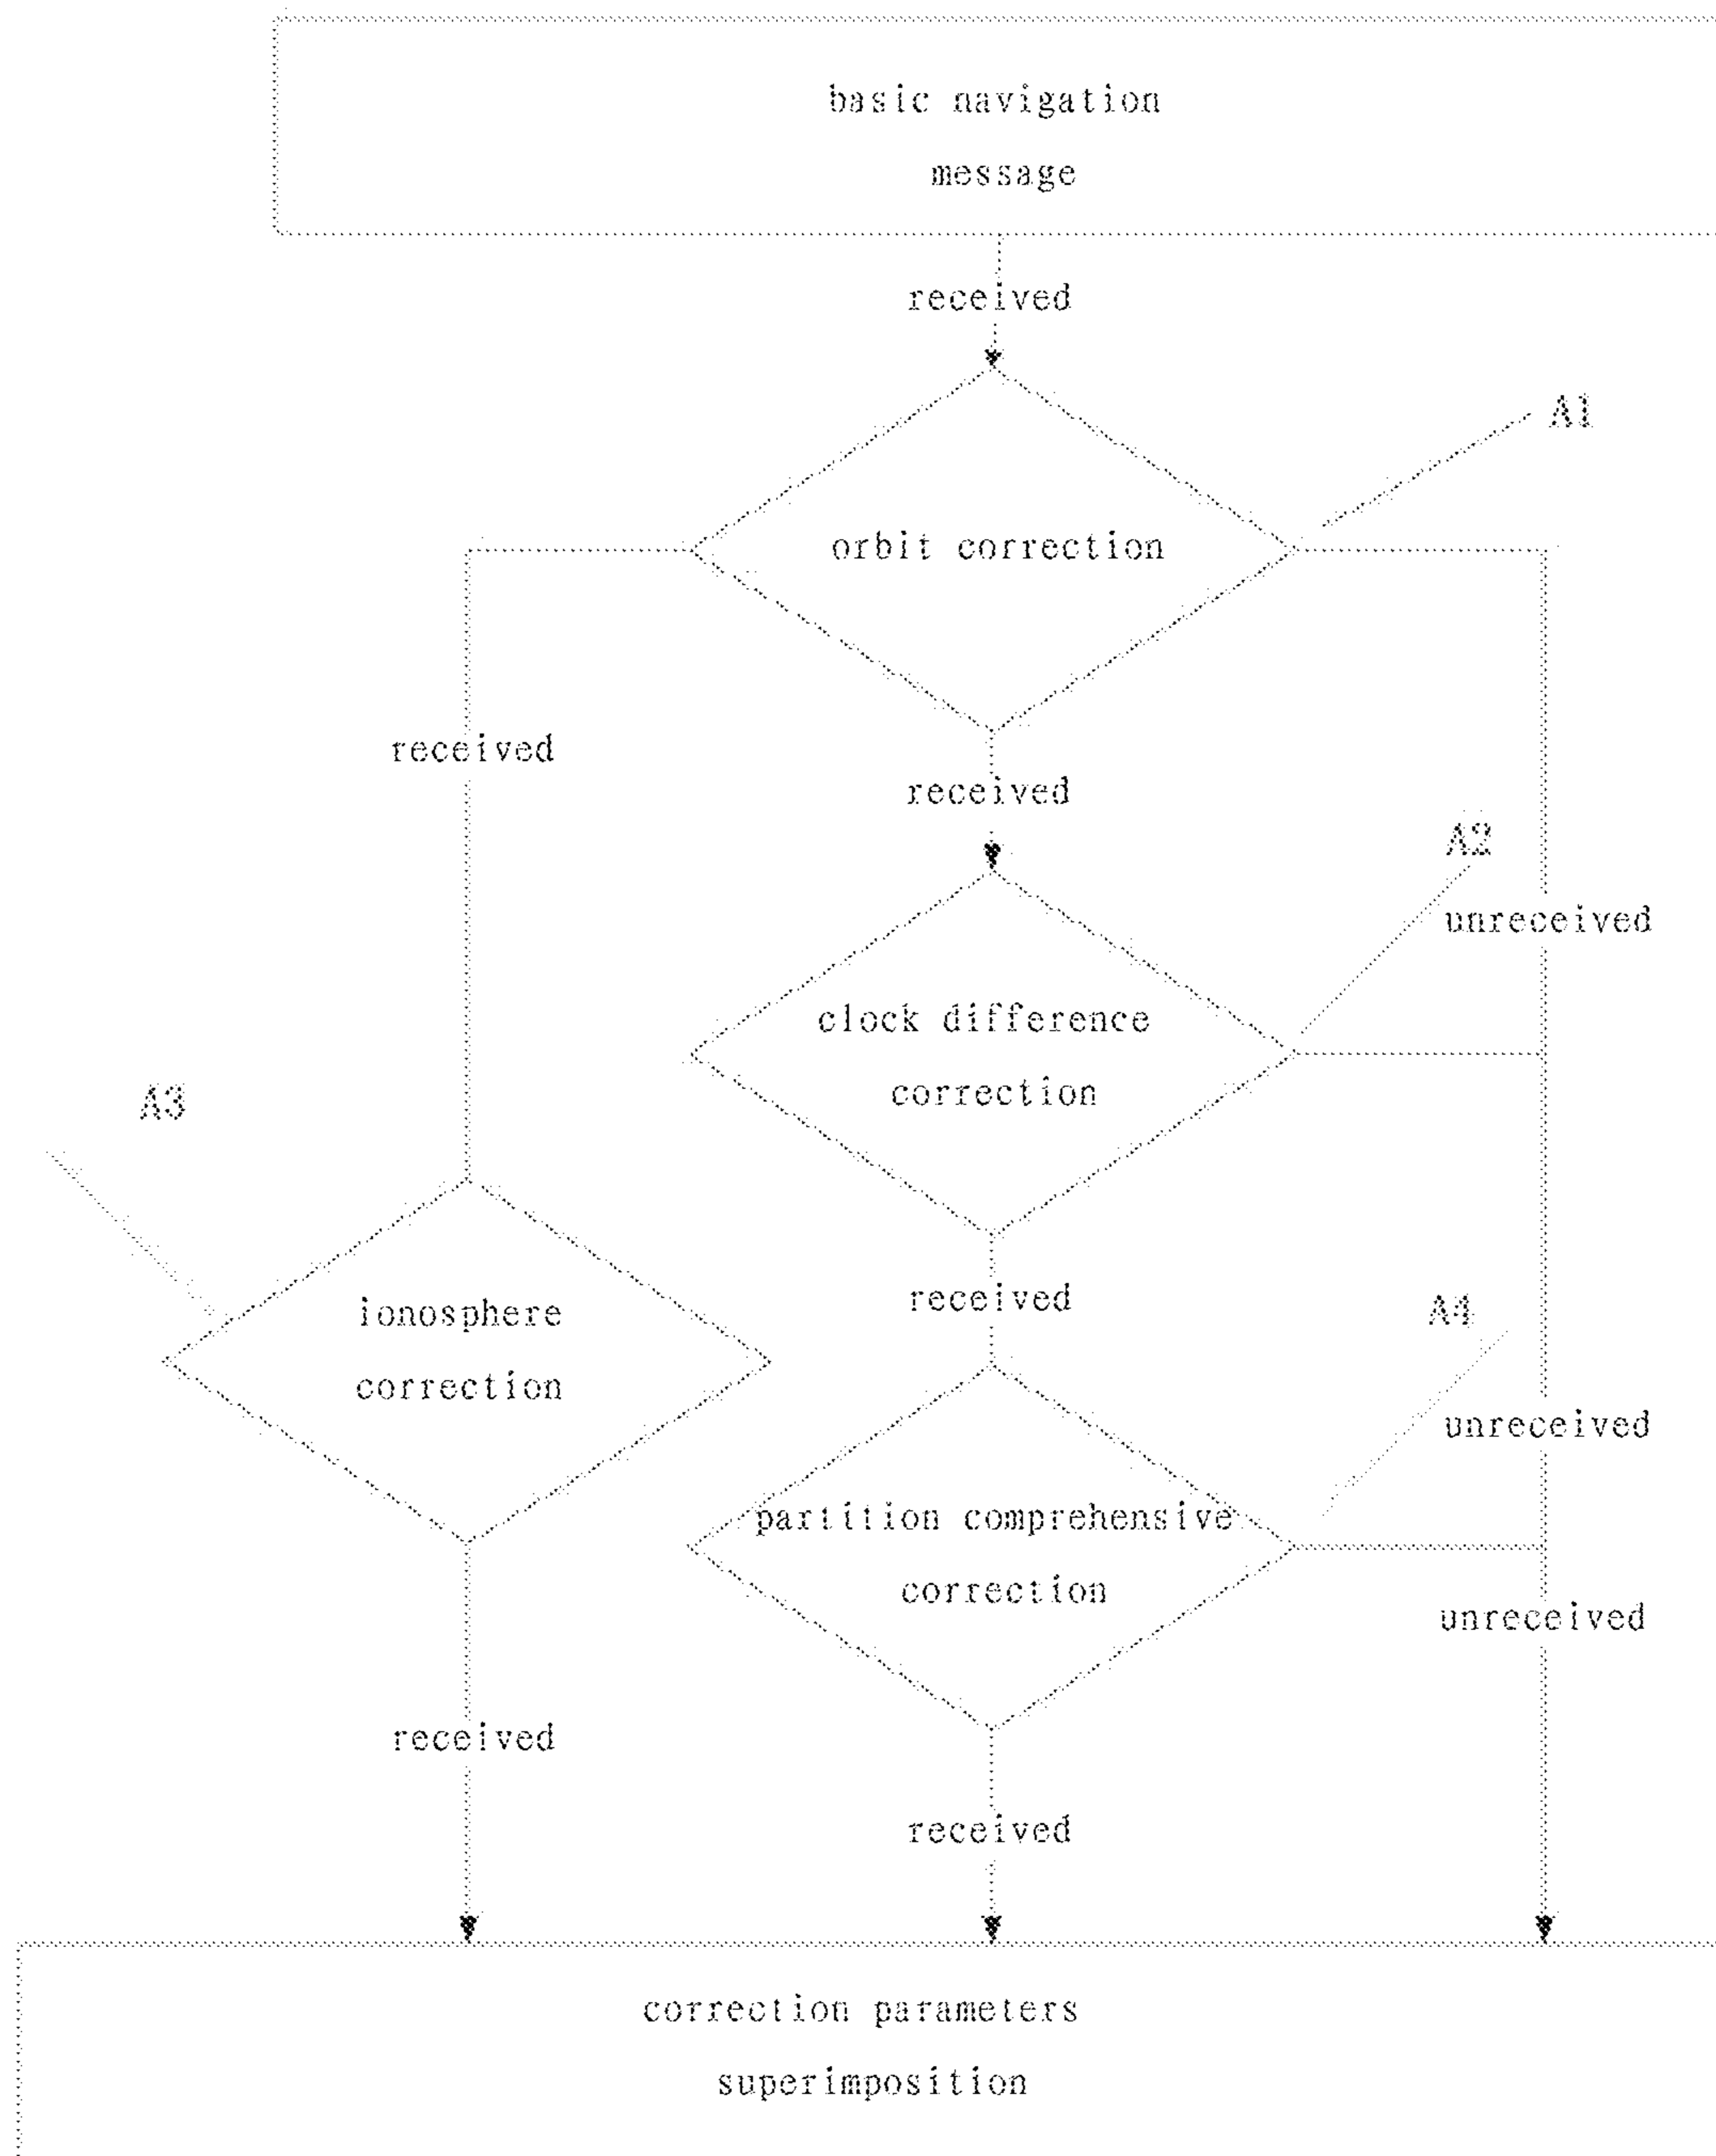 basic navigation
message
received
A1
orbit correction
received
received
A2
unreceived
clock difference
correction
A3
received
A4
ionosphere
correction
unreceived
partition comprehensive
correction
unreceived
received
received
correction parameters
superimposition